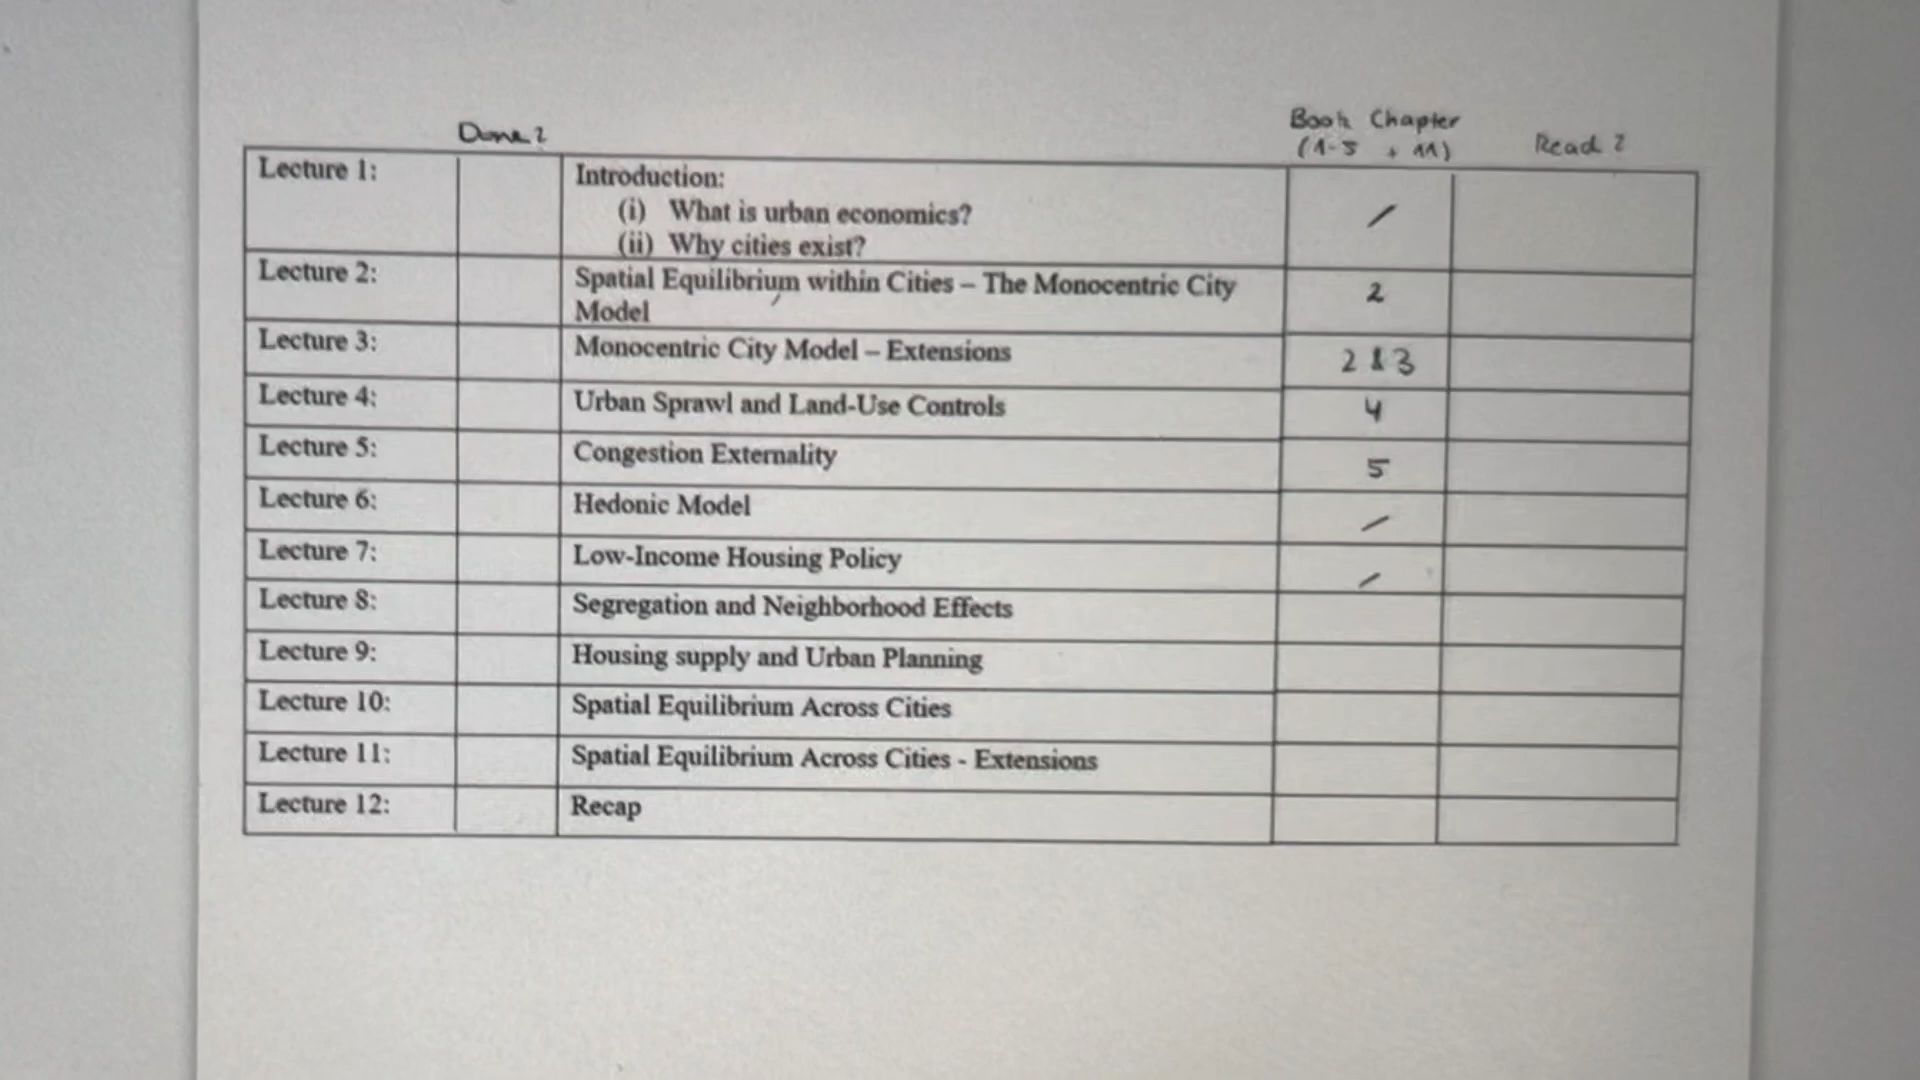 Done?
Book Chapter
(1-5 + 11)
Read?
Lecture 1:
Introduction:
(i) What is urban economics?
(ii) Why cities exist?
/
Lecture 2:
Spatial Equilibrium within Cities – The Monocentric City
Model
2
Lecture 3:
Monocentric City Model – Extensions
2 & 3
Lecture 4:
Urban Sprawl and Land-Use Controls
4
Lecture 5:
Congestion Externality
5
Lecture 6:
Hedonic Model
/
Lecture 7:
Low-Income Housing Policy
/
Lecture 8:
Segregation and Neighborhood Effects
Lecture 9:
Housing supply and Urban Planning
Lecture 10:
Spatial Equilibrium Across Cities
Lecture 11:
Spatial Equilibrium Across Cities - Extensions
Lecture 12:
Recap